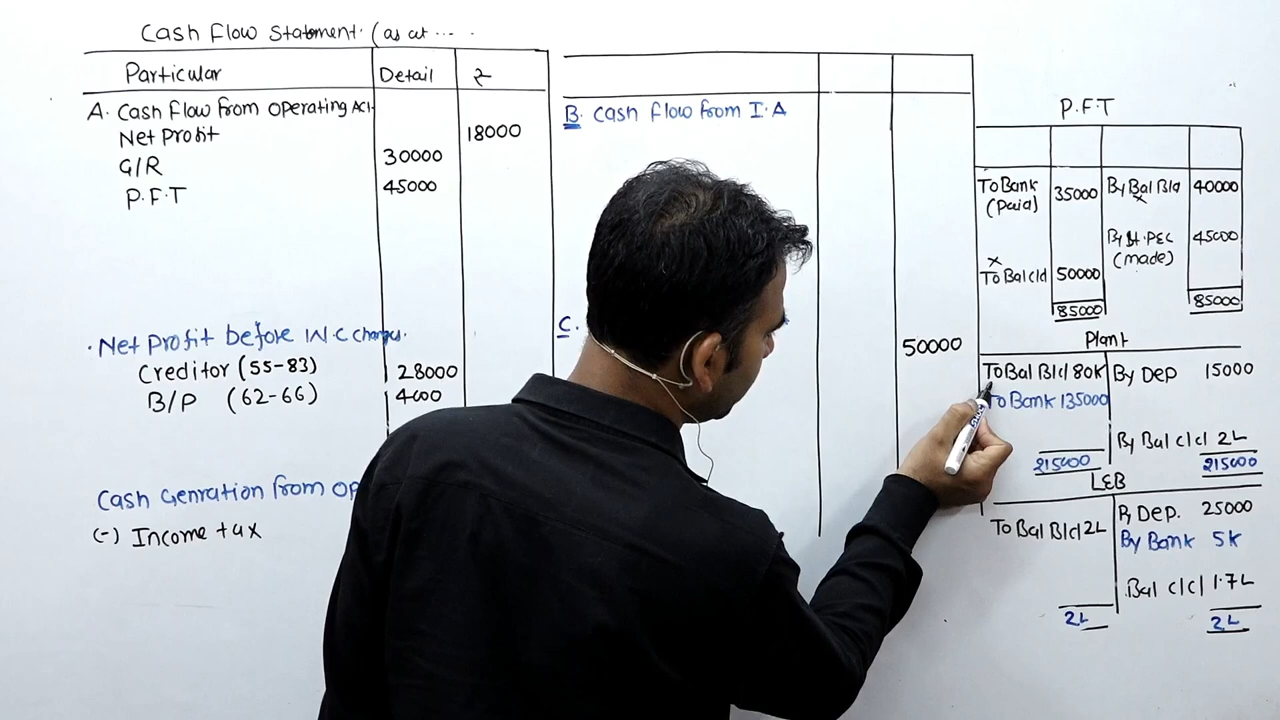 Cash Flow Statement. (as at ...
Particular Detail ₹
A. Cash flow from Operating Act.
Net Profit 18000
G/R 30000
P.F.T 45000
. Net Profit before W.C changes.
Creditor (55-83) 28000
B/P (62-66) 4000
Cash Genration from OP
(-) Income tax
B. Cash flow from I.A
C.
50000
P.F.T
To Bank (Paid) 35000 By Bal B/d 40000
By St. P&L (made) 45000
To Bal c/d 50000
85000 85000
Plant
To Bal B/c/ 80K By Dep 15000
To Bank 135000
By Bal c/c/ 2L
215000 215000
L&B
To Bal B/c/ 2L By Dep. 25000
By Bank 5K
Bal c/c/ 1.7L
2L 2L